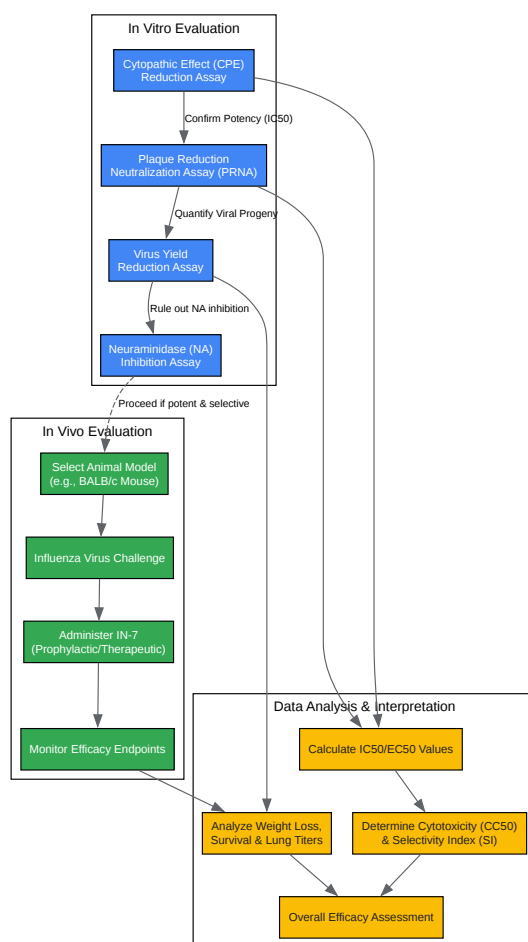 In Vitro Evaluation
Cytopathic Effect (CPE)
Reduction Assay
Confirm Potency (IC50)
Plaque Reduction
Neutralization Assay (PRNA)
Quantify Viral Progeny
Virus Yield
Reduction Assay
Rule out NA inhibition
Neuraminidase (NA)
Inhibition Assay
Proceed if potent & selective
In Vivo Evaluation
Select Animal Model
(e.g., BALB/c Mouse)
Influenza Virus Challenge
Administer IN-7
(Prophylactic/Therapeutic)
Monitor Efficacy Endpoints
Data Analysis & Interpretation
Calculate IC50/EC50 Values
Analyze Weight Loss,
Survival & Lung Titers
Determine Cytotoxicity (CC50)
& Selectivity Index (SI)
Overall Efficacy Assessment